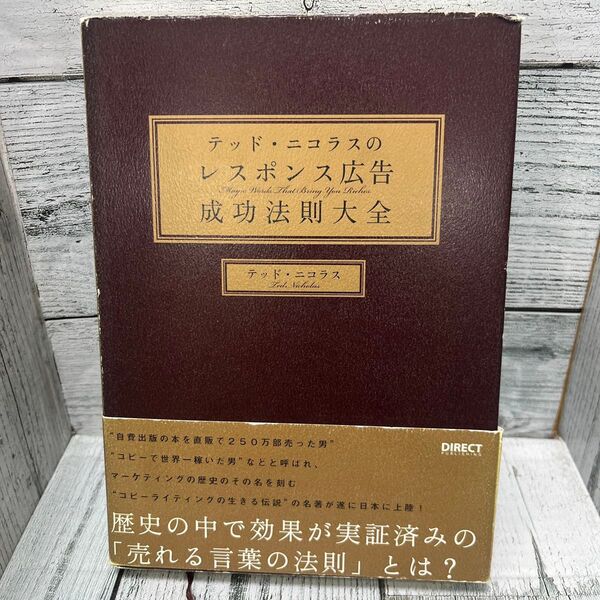 テッド・ニコラスの
レスポンス広告
Magic Words That Bring You Riches
成功法則大全
テッド・ニコラス
Ted Nicholas
“自費出版の本を直販で250万部売った男”
“コピーで世界一稼いだ男”などと呼ばれ、
マーケティングの歴史のその名を刻む
“コピーライティングの生きる伝説”の名著が遂に日本に上陸！
DIRECT
PUBLISHING
歴史の中で効果が実証済みの
「売れる言葉の法則」とは？